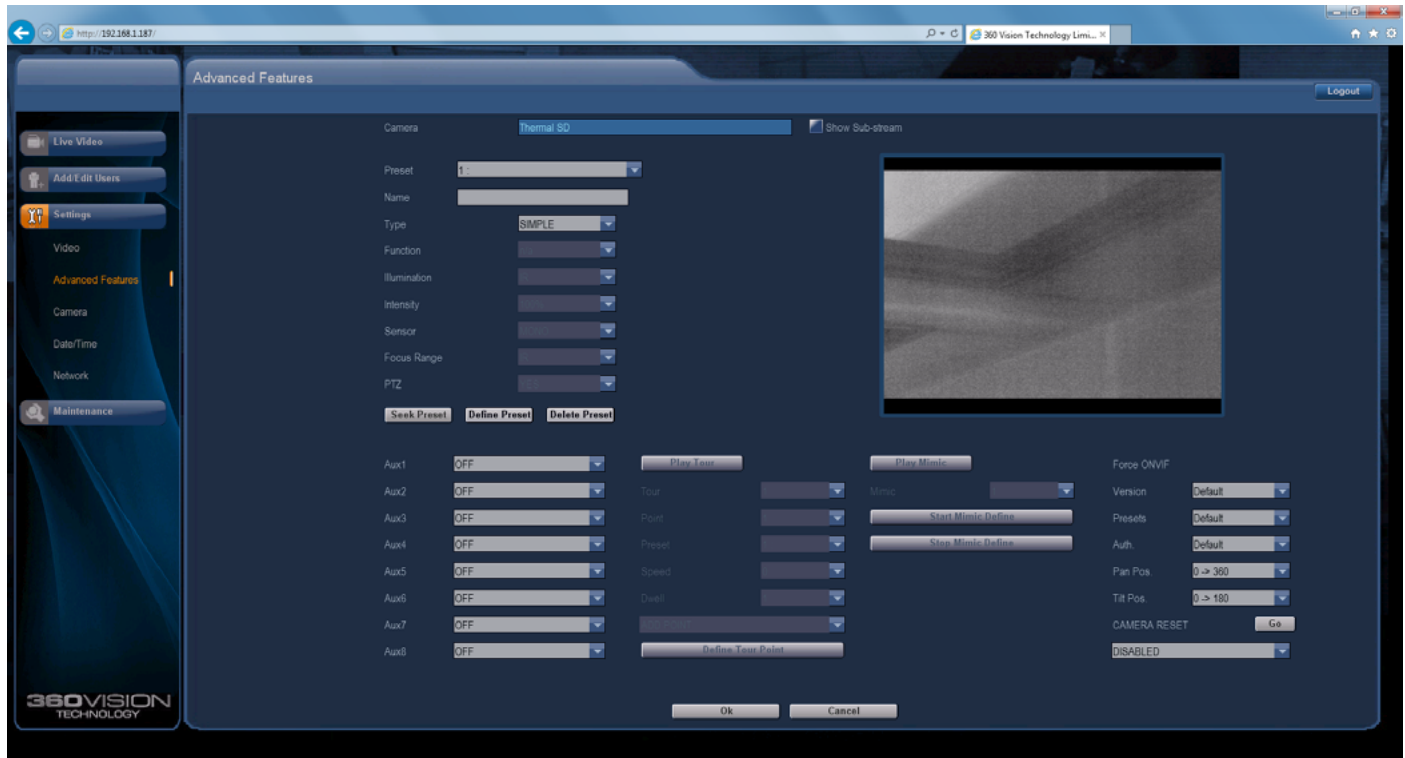 http://192.168.1.187/
360 Vision Technology Limi...
Advanced Features
Logout
Live Video
Add/Edit Users
Settings
Video
Advanced Features
Camera
Date/Time
Network
Maintenance
360VISION
TECHNOLOGY
Camera Thermal SD Show Sub-stream
Preset 1 :
Name
Type SIMPLE
Function
Illumination
Intensity
Sensor
Focus Range
PTZ YES
Seek Preset Define Preset Delete Preset
Aux1 OFF Play Tour Play Mimic Force ONVIF
Aux2 OFF Tour Mimic Version Default
Aux3 OFF Point Start Mimic Define Presets Default
Aux4 OFF Preset Stop Mimic Define Auth. Default
Aux5 OFF Speed Pan Pos. 0 -> 360
Aux6 OFF Dwell Tilt Pos. 0 -> 180
Aux7 OFF ADD POINT CAMERA RESET Go
Aux8 OFF Define Tour Point DISABLED
Ok Cancel